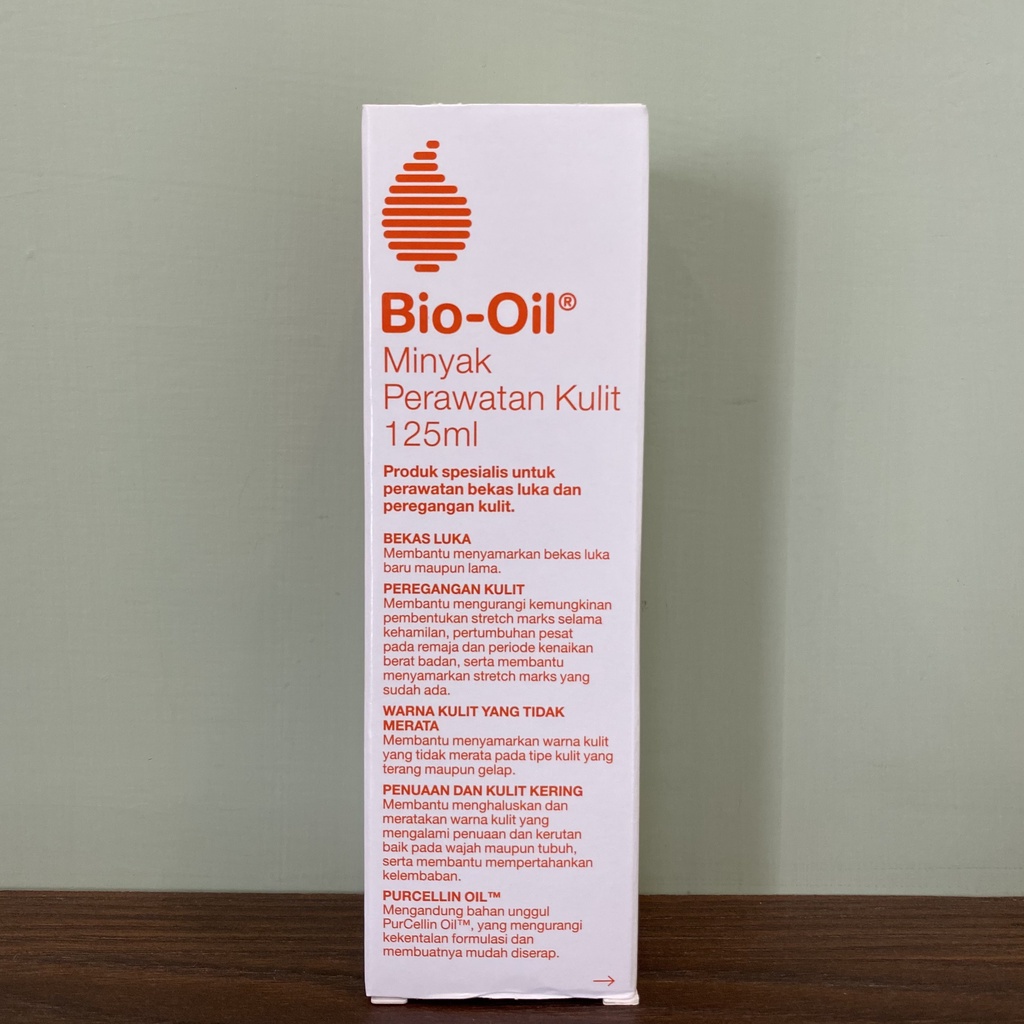 Bio-Oil®
Minyak
Perawatan Kulit
125ml
Produk spesialis untuk
perawatan bekas luka dan
peregangan kulit.
BEKAS LUKA
Membantu menyamarkan bekas luka
baru maupun lama.
PEREGANGAN KULIT
Membantu mengurangi kemungkinan
pembentukan stretch marks selama
kehamilan, pertumbuhan pesat
pada remaja dan periode kenaikan
berat badan, serta membantu
menyamarkan stretch marks yang
sudah ada.
WARNA KULIT YANG TIDAK
MERATA
Membantu menyamarkan warna kulit
yang tidak merata pada tipe kulit yang
terang maupun gelap.
PENUAAN DAN KULIT KERING
Membantu menghaluskan dan
meratakan warna kulit yang
mengalami penuaan dan kerutan
baik pada wajah maupun tubuh,
serta membantu mempertahankan
kelembaban.
PURCELLIN OIL™
Mengandung bahan unggul
PurCellin Oil™, yang mengurangi
kekentalan formulasi dan
membuatnya mudah diserap.